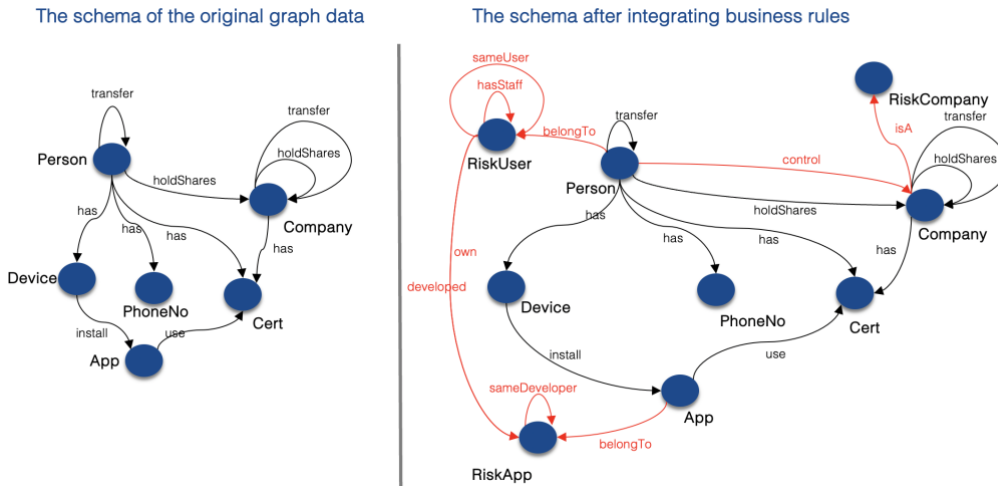 The schema of the original graph data
transfer
transfer
Person
holdShares
holdShares
Company
has
has
has
has
Device
PhoneNo
Cert
install
use
App
The schema after integrating business rules
sameUser
hasStaff
RiskUser
belongTo
transfer
Person
RiskCompany
isA
transfer
control
holdShares
holdShares
Company
has
has
has
has
own
developed
Device
PhoneNo
Cert
install
use
sameDeveloper
App
belongTo
RiskApp